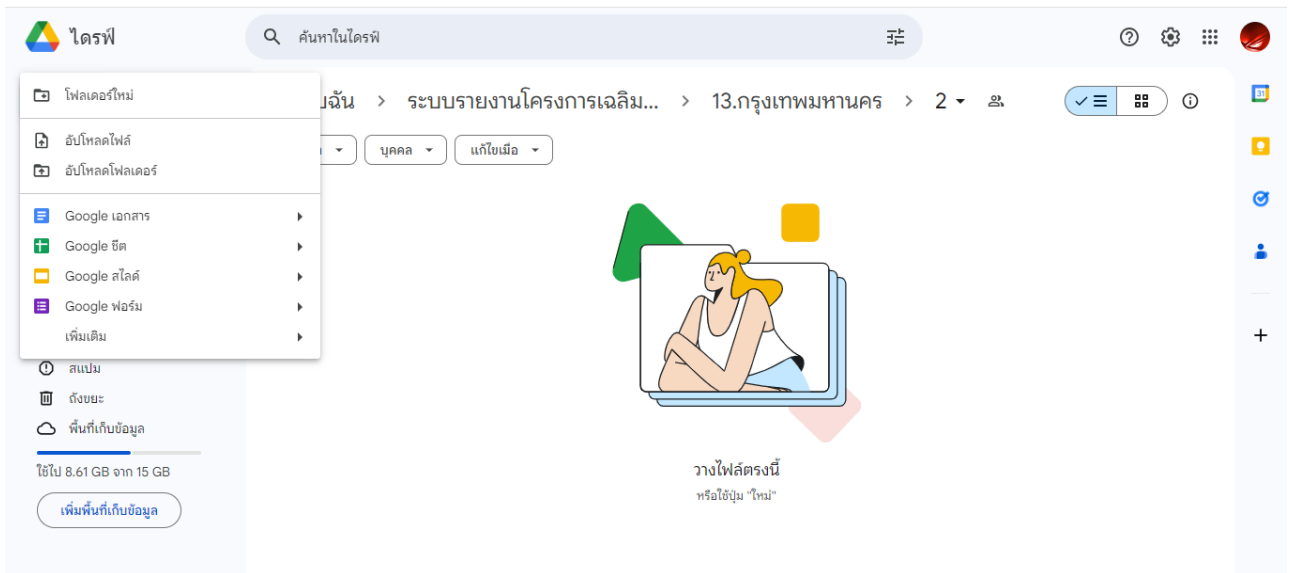 ไดรฟ์
ค้นหาในไดรฟ์
โฟลเดอร์ใหม่
อัปโหลดไฟล์
อัปโหลดโฟลเดอร์
Google เอกสาร
Google ชีต
Google สไลด์
Google ฟอร์ม
เพิ่มเติม
สแปม
ถังขยะ
พื้นที่เก็บข้อมูล
ใช้ไป 8.61 GB จาก 15 GB
เพิ่มพื้นที่เก็บข้อมูล
ระบบรายงานโครงการเฉลิม... > 13.กรุงเทพมหานคร > 2
บุคคล แก้ไขเมื่อ
วางไฟล์ตรงนี้
หรือใช้ปุ่ม "ใหม่"
31